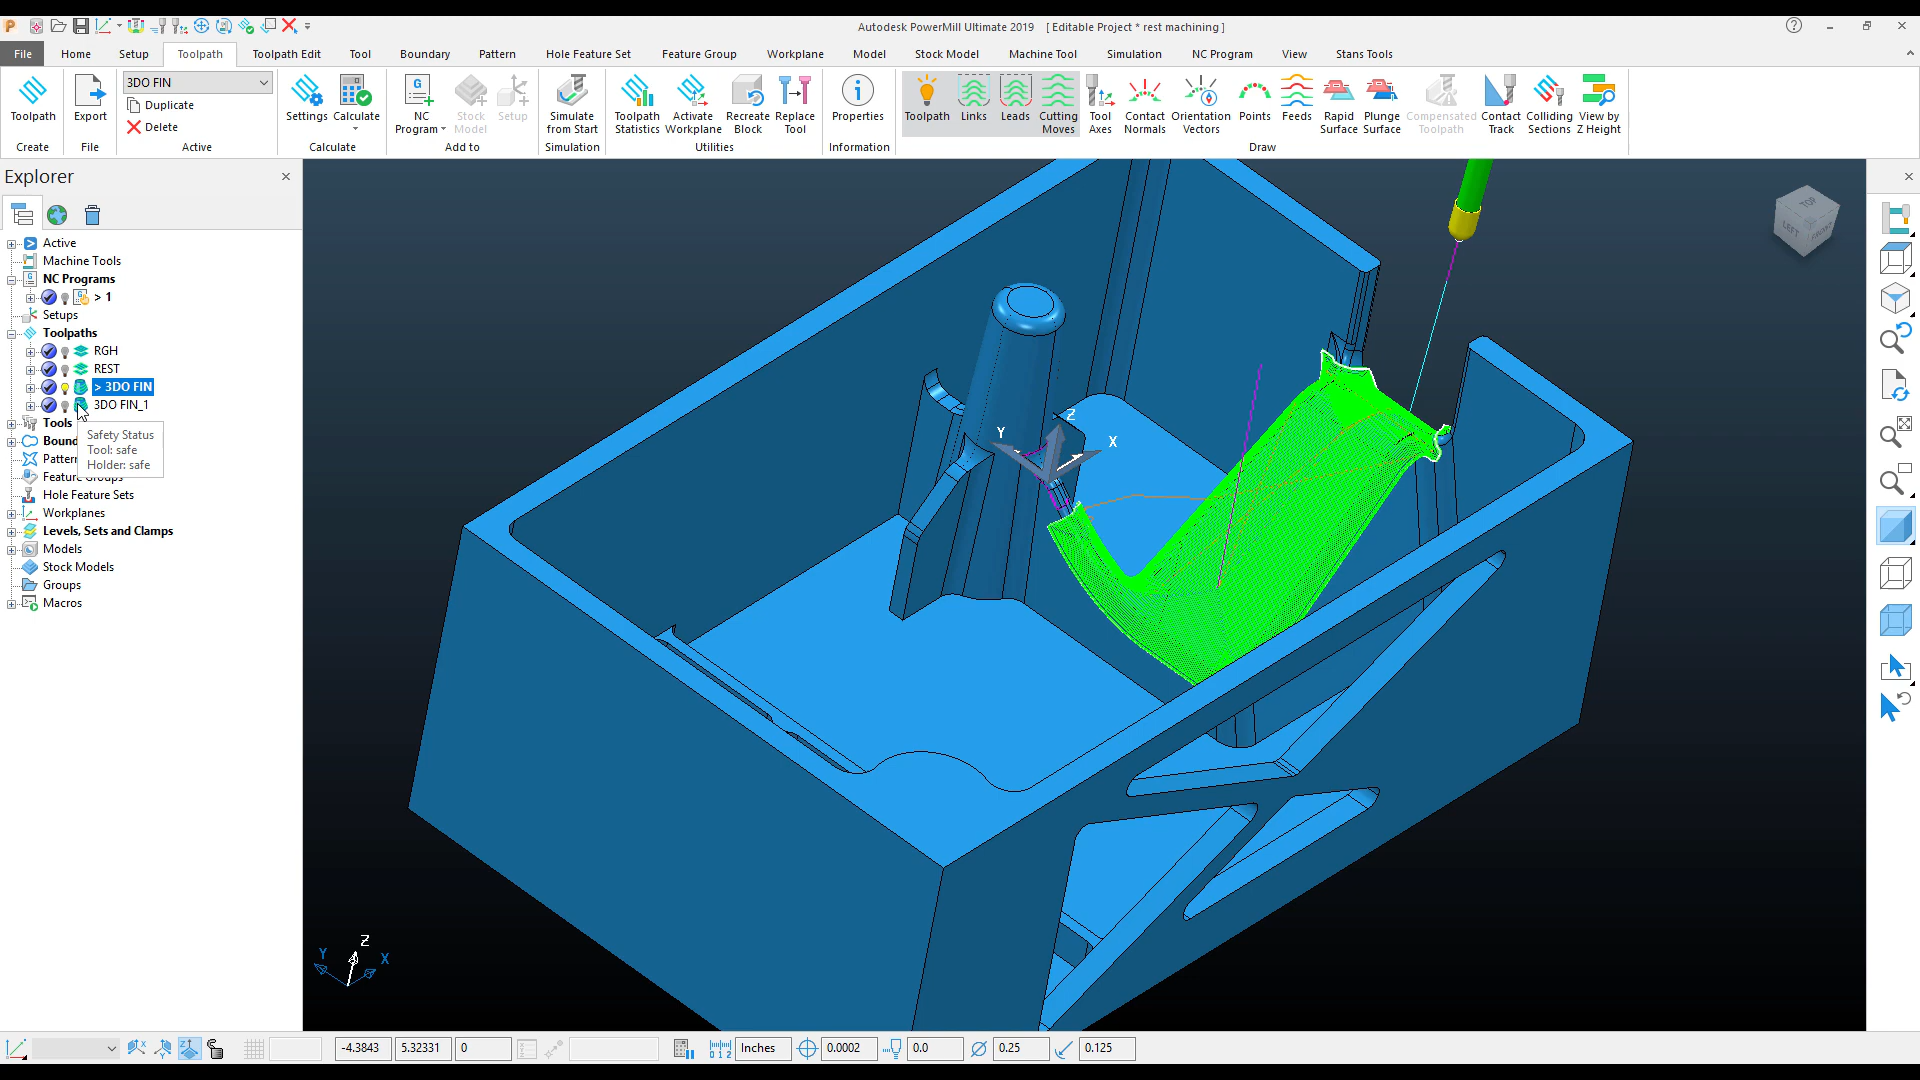 Autodesk PowerMill Ultimate 2019 [ Editable Project * rest machining ]
File Home Setup Toolpath Toolpath Edit Tool Boundary Pattern Hole Feature Set Feature Group Workplane Model Stock Model Machine Tool Simulation NC Program View Stans Tools
Toolpath
Create
Export
File
3DO FIN
Duplicate
Delete
Active
Settings
Calculate
Calculate
NC Program
Stock Model
Setup
Add to
Simulate from Start
Simulation
Toolpath Statistics
Activate Workplane
Recreate Block
Replace Tool
Utilities
Properties
Information
Toolpath
Links
Leads
Cutting Moves
Tool Axes
Contact Normals
Orientation Vectors
Points
Feeds
Rapid Surface
Plunge Surface
Compensated Toolpath
Contact Track
Colliding Sections
View by Z Height
Draw
Explorer
Active
Machine Tools
NC Programs
> 1
Setups
Toolpaths
RGH
REST
> 3DO FIN
3DO FIN_1
Tools
Bound
Pattern
Feature Groups
Safety Status
Tool: safe
Holder: safe
Hole Feature Sets
Workplanes
Levels, Sets and Clamps
Models
Stock Models
Groups
Macros
Z
Y
X
TOP
LEFT
Z
Y
X
-4.3843 5.32331 0 Inches 0.0002 0.0 0.25 0.125